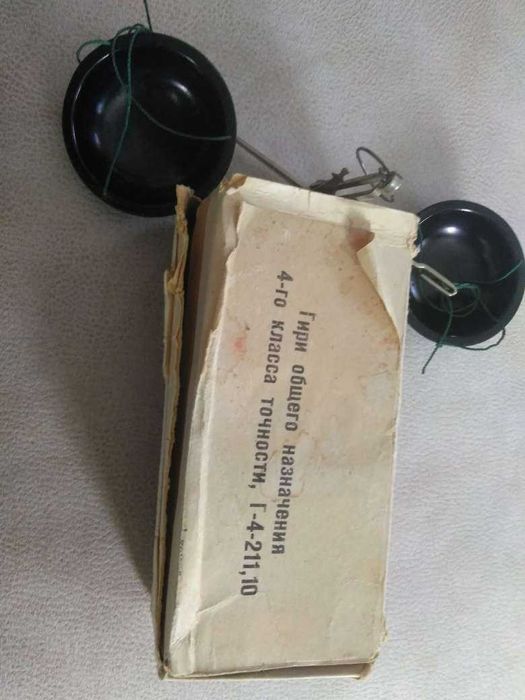 Гири общего назначения
4-го класса точности, Г-4-211,10